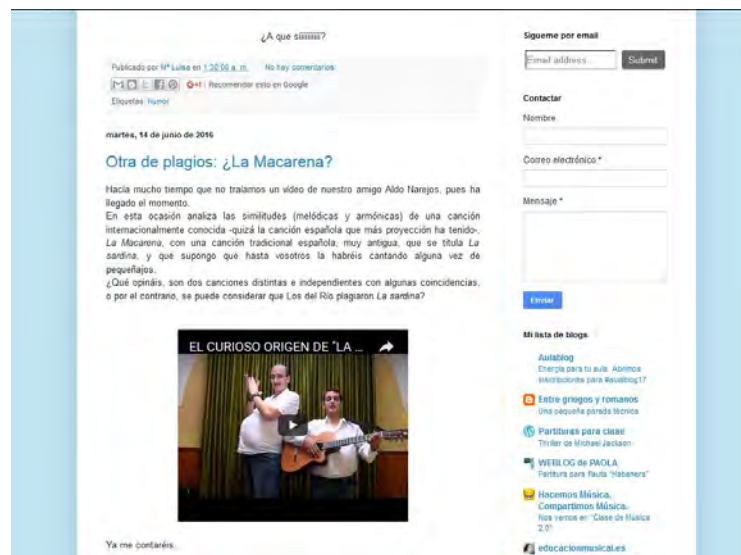 ¿A que siiiiiiii?
Publicado por Mª Luisa en 1:30:00 a. m. No hay comentarios:
G+1 Recomendar esto en Google
Etiquetas: humor
martes, 14 de junio de 2016
Otra de plagios: ¿La Macarena?
Hacía mucho tiempo que no traíamos un vídeo de nuestro amigo Aldo Narejos, pues ha
llegado el momento.
En esta ocasión analiza las similitudes (melódicas y armónicas) de una canción
internacionalmente conocida -quizá la canción española que más proyección ha tenido-,
La Macarena, con una canción tradicional española, muy antigua, que se titula La
sardina, y que supongo que hasta vosotros la habréis cantando alguna vez de
pequeñajos.
¿Qué opináis, son dos canciones distintas e independientes con algunas coincidencias,
o por el contrario, se puede considerar que Los del Río plagiaron La sardina?
EL CURIOSO ORIGEN DE "LA ...
Ya me contaréis.
Sígueme por email
Email address... Submit
Contactar
Nombre
Correo electrónico *
Mensaje *
Enviar
Mi lista de blogs
Aulablog
Energía para tu aula. Abrimos
inscripciones para #aulablog17
Entre griegos y romanos
Una pequeña parada técnica
Partituras para clase
Thriller de Michael Jackson
WEBLOG de PAOLA
Partitura para flauta "Habanera"
Hacemos Música,
Compartimos Música.
Nos vemos en "Clase de Música
2.0"
educacionmusical.es